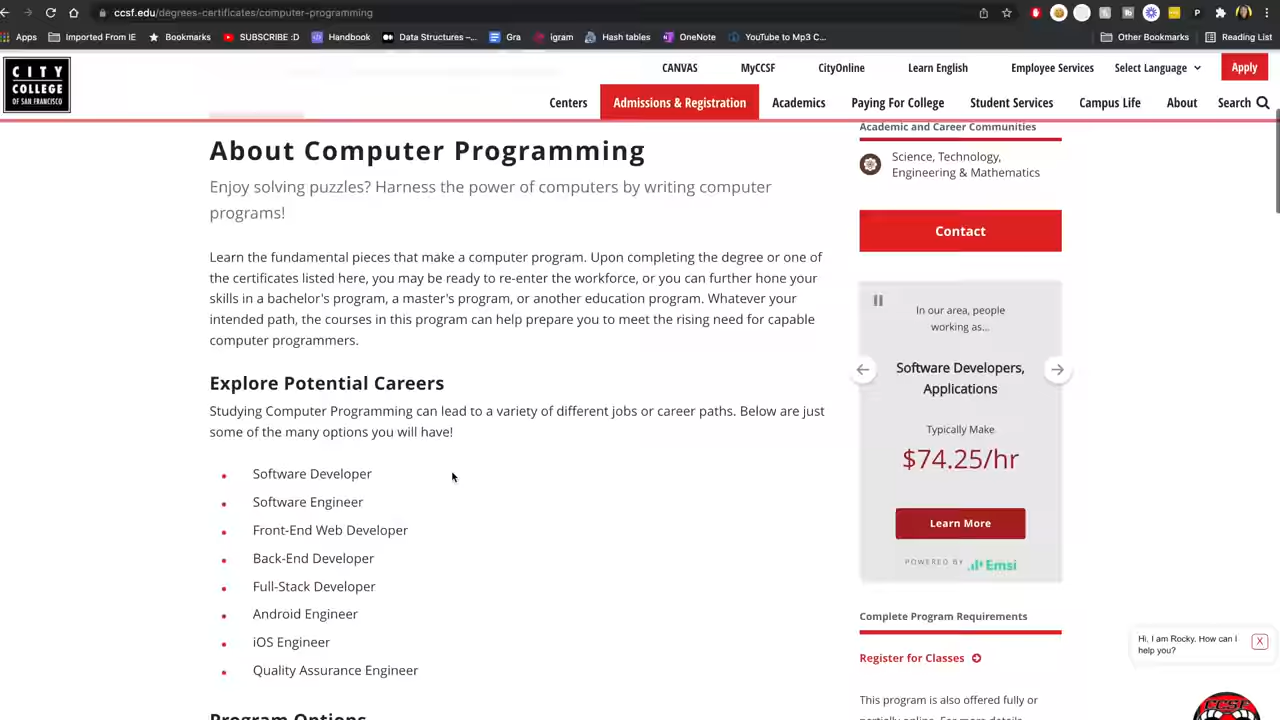 ccsf.edu/degrees-certificates/computer-programming
Apps Imported From IE Bookmarks SUBSCRIBE :D Handbook Data Structures –... Gra igram Hash tables OneNote YouTube to Mp3 C... Other Bookmarks Reading List
CITY
COLLEGE
OF SAN FRANCISCO
CANVAS MyCCSF CityOnline Learn English Employee Services Select Language Apply
Centers Admissions & Registration Academics Paying For College Student Services Campus Life About Search
About Computer Programming
Enjoy solving puzzles? Harness the power of computers by writing computer
programs!
Learn the fundamental pieces that make a computer program. Upon completing the degree or one of
the certificates listed here, you may be ready to re-enter the workforce, or you can further hone your
skills in a bachelor's program, a master's program, or another education program. Whatever your
intended path, the courses in this program can help prepare you to meet the rising need for capable
computer programmers.
Explore Potential Careers
Studying Computer Programming can lead to a variety of different jobs or career paths. Below are just
some of the many options you will have!
Software Developer
Software Engineer
Front-End Web Developer
Back-End Developer
Full-Stack Developer
Android Engineer
iOS Engineer
Quality Assurance Engineer
Program Options
Academic and Career Communities
Science, Technology,
Engineering & Mathematics
Contact
In our area, people
working as...
Software Developers,
Applications
Typically Make
$74.25/hr
Learn More
POWERED BY Emsi
Complete Program Requirements
Register for Classes
This program is also offered fully or
partially online. For more details
Hi, I am Rocky. How can I
help you?
X
CCSF